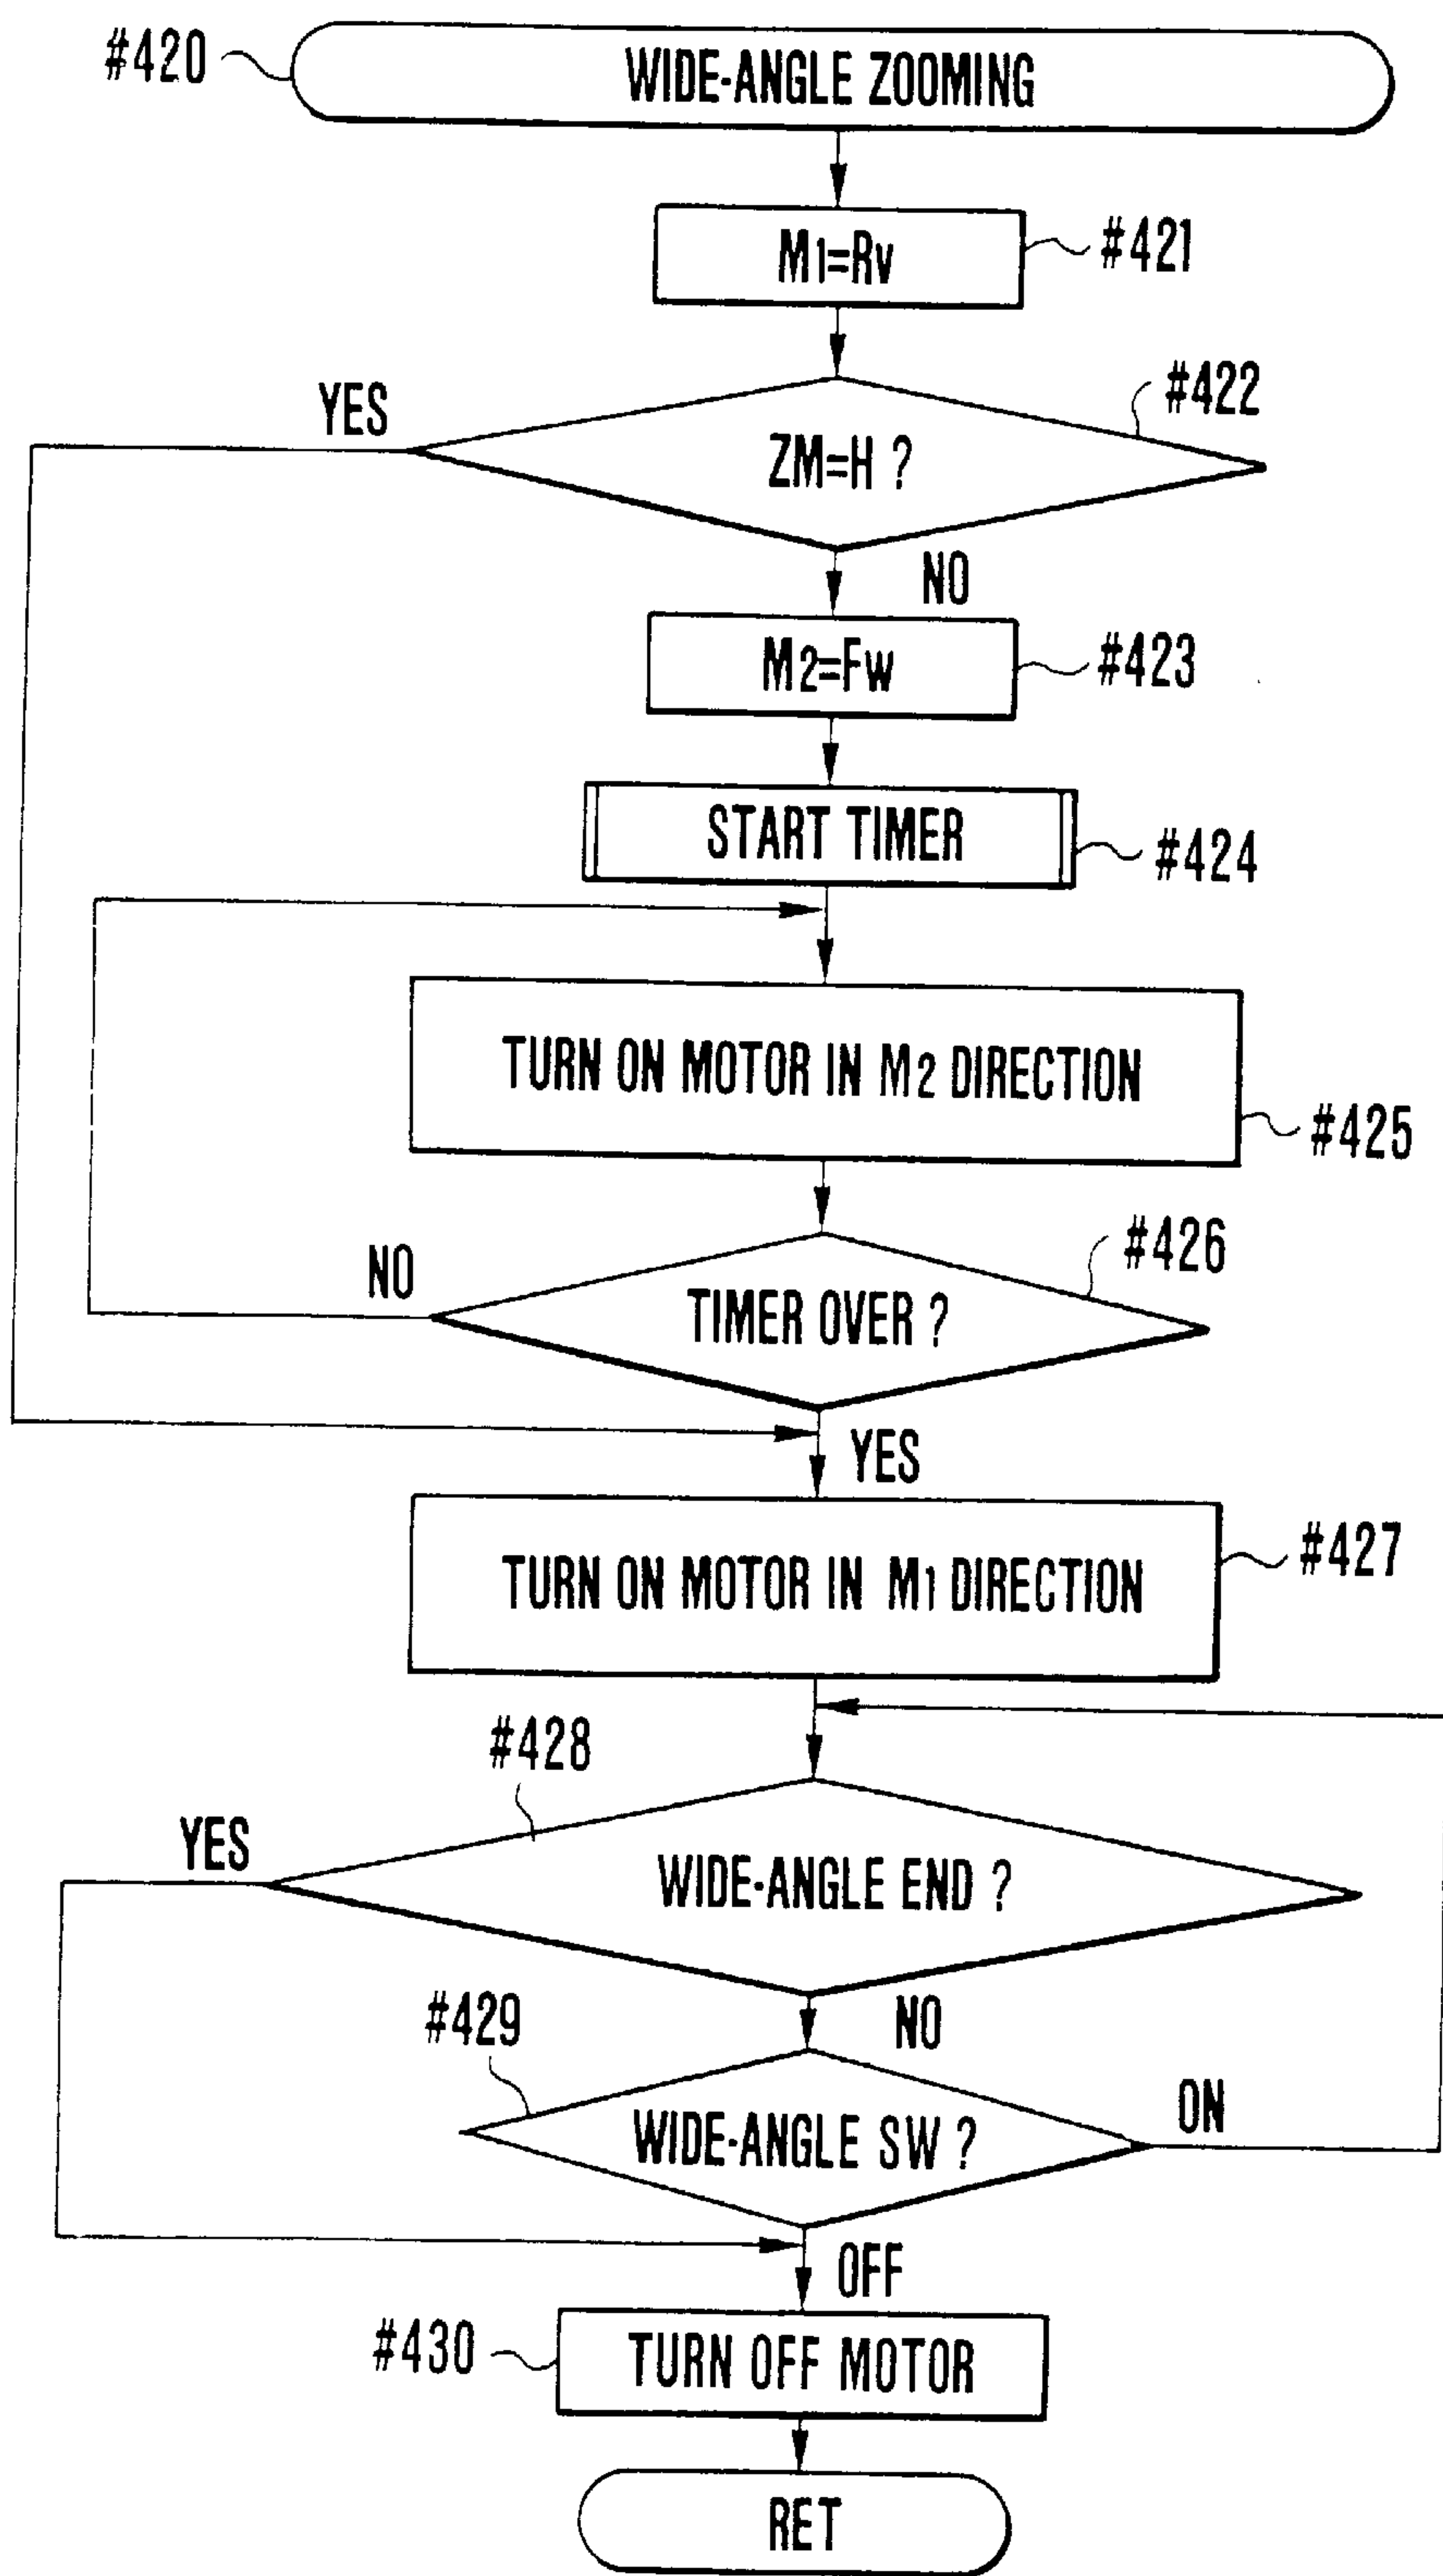 #420
WIDE-ANGLE ZOOMING
M1=Rv
#421
#422
YES
ZM=H ?
NO
M2=Fw
#423
START TIMER
#424
TURN ON MOTOR IN M2 DIRECTION
#425
#426
NO
TIMER OVER ?
YES
TURN ON MOTOR IN M1 DIRECTION
#427
#428
YES
WIDE-ANGLE END ?
NO
#429
WIDE-ANGLE SW ?
ON
OFF
#430
TURN OFF MOTOR
RET